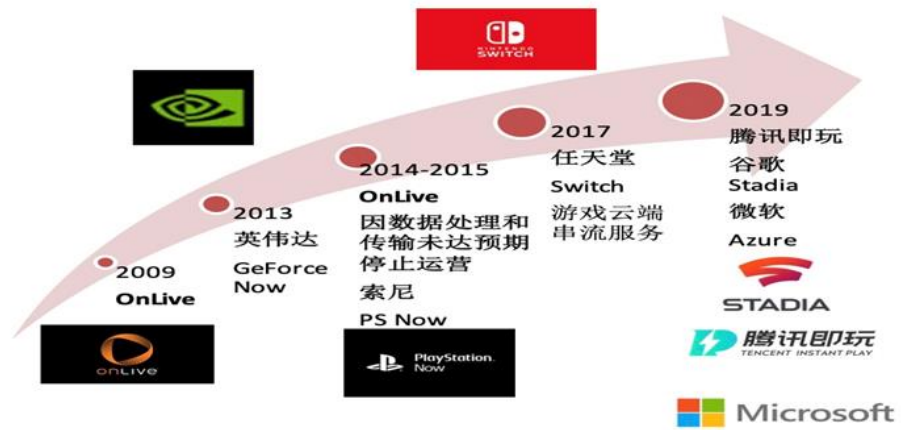 NINTENDO
SWITCH
2009
OnLive
onLIVE
2013
英伟达
GeForce
Now
2014-2015
OnLive
因数据处理和
传输未达预期
停止运营
索尼
PS Now
PlayStation
Now
2017
任天堂
Switch
游戏云端
串流服务
2019
腾讯即玩
谷歌
Stadia
微软
Azure
STADIA
腾讯即玩
TENCENT INSTANT PLAY
Microsoft